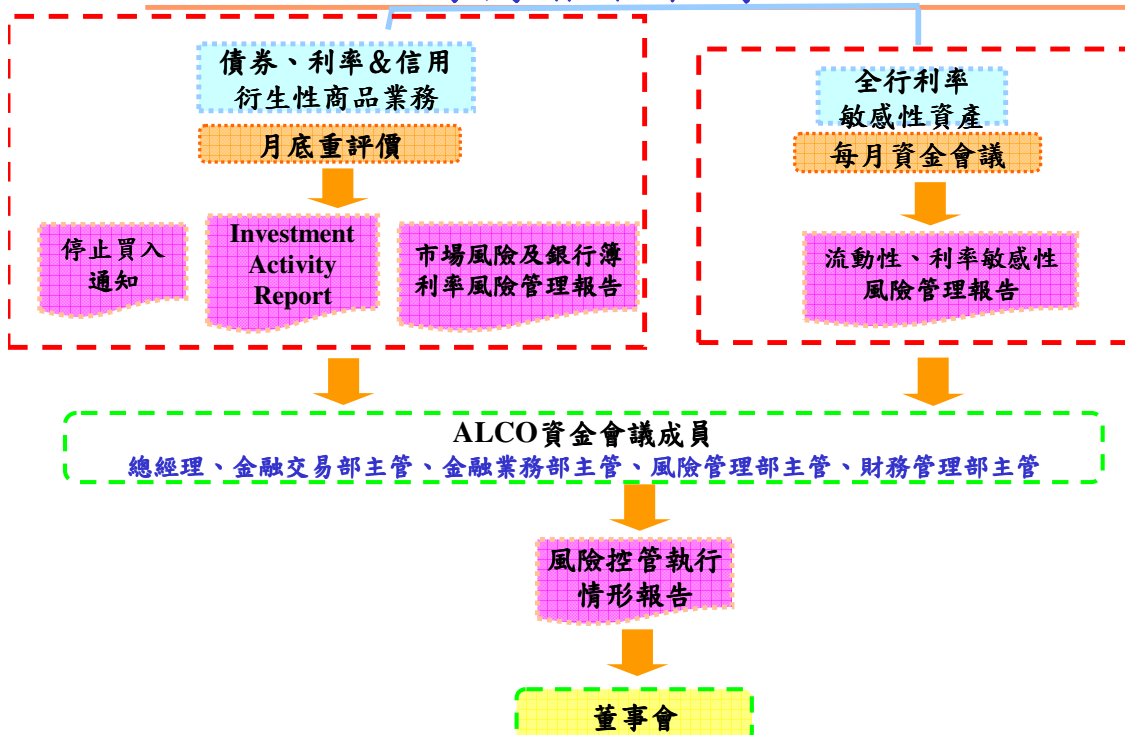 債券、利率&信用
衍生性商品業務
月底重評價
停止買入
通知
Investment
Activity
Report
市場風險及銀行簿
利率風險管理報告
全行利率
敏感性資產
每月資金會議
流動性、利率敏感性
風險管理報告
ALCO資金會議成員
總經理、金融交易部主管、金融業務部主管、風險管理部主管、財務管理部主管
風險控管執行
情形報告
董事會